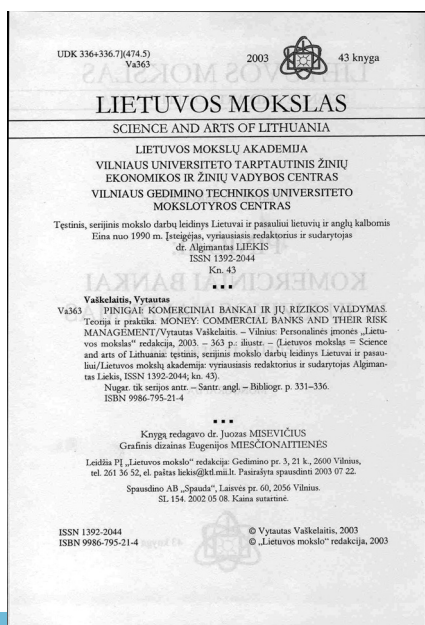 UDK 336+336.7](474.5)
Va363
2003
43 knyga
LIETUVOS MOKSLAS
SCIENCE AND ARTS OF LITHUANIA
LIETUVOS MOKSLŲ AKADEMIJA
VILNIAUS UNIVERSITETO TARPTAUTINIS ŽINIŲ
EKONOMIKOS IR ŽINIŲ VADYBOS CENTRAS
VILNIAUS GEDIMINO TECHNIKOS UNIVERSITETO
MOKSLOTYROS CENTRAS
Tęstinis, serijinis mokslo darbų leidinys Lietuvai ir pasauliui lietuvių ir anglų kalbomis
Eina nuo 1990 m. Įsteigėjas, vyriausiasis redaktorius ir sudarytojas
dr. Algimantas LIEKIS
ISSN 1392-2044
Kn. 43
Vaškelaitis, Vytautas
Va363 PINIGAI: KOMERCINIAI BANKAI IR JŲ RIZIKOS VALDYMAS.
Teorija ir praktika. MONEY: COMMERCIAL BANKS AND THEIR RISK
MANAGEMENT/Vytautas Vaškelaitis. – Vilnius: Personalinės įmonės „Lietu-
vos mokslas“ redakcija, 2003. – 363 p.: iliustr. – (Lietuvos mokslas = Science
and arts of Lithuania: tęstinis, serijinis mokslo darbų leidinys Lietuvai ir pasau-
liui/Lietuvos mokslų akademija: vyriausiasis redaktorius sudarytojas Algiman-
tas Liekis, ISSN 1392-2044; kn. 43).
Nugar. tik serijos antr. – Santr. angl. – Bibliogr. p. 331–336.
ISBN 9986-795-21-4
Knygą redagavo dr. Juozas MISEVIČIUS
Grafinis dizainas Eugenijos MIESČIONAITIENĖS
Leidžia PĮ „Lietuvos mokslo“ redakcija: Gedimino pr. 3, 21 k., 2600 Vilnius,
tel. 261 36 52, el. paštas liekis@ktl.mii.lt. Pasirašyta spausdinti 2003 07 22.
Spausdino AB „Spauda“, Laisvės pr. 60, 2056 Vilnius.
SL 154. 2002 05 08. Kaina sutartinė.
ISSN 1392-2044
ISBN 9986-795-21-4
© Vytautas Vaškelaitis, 2003
© „Lietuvos mokslo“ redakcija, 2003